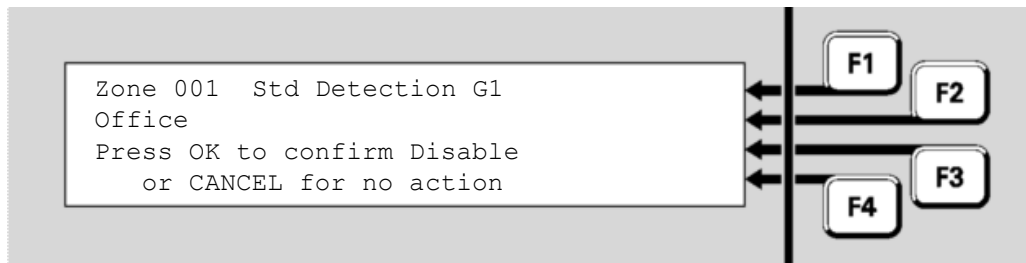 Zone 001  Std Detection G1
Office
Press OK to confirm Disable
   or CANCEL for no action
F1
F2
F3
F4